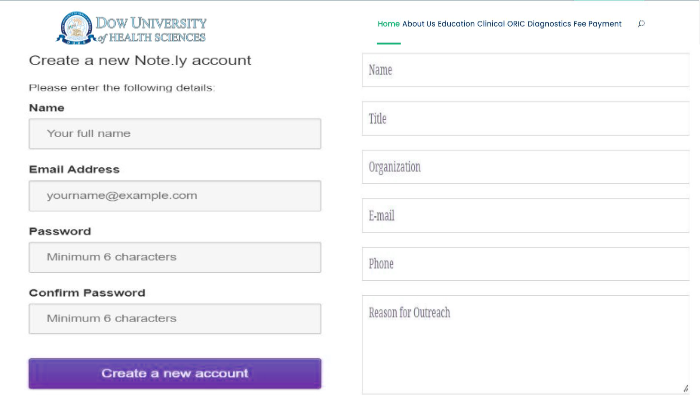 DOW UNIVERSITY
of HEALTH SCIENCES
Home About Us Education Clinical ORIC Diagnostics Fee Payment
Create a new Note.ly account
Please enter the following details:
Name
Your full name
Email Address
yourname@example.com
Password
Minimum 6 characters
Confirm Password
Minimum 6 characters
Create a new account
Name
Title
Organization
E-mail
Phone
Reason for Outreach